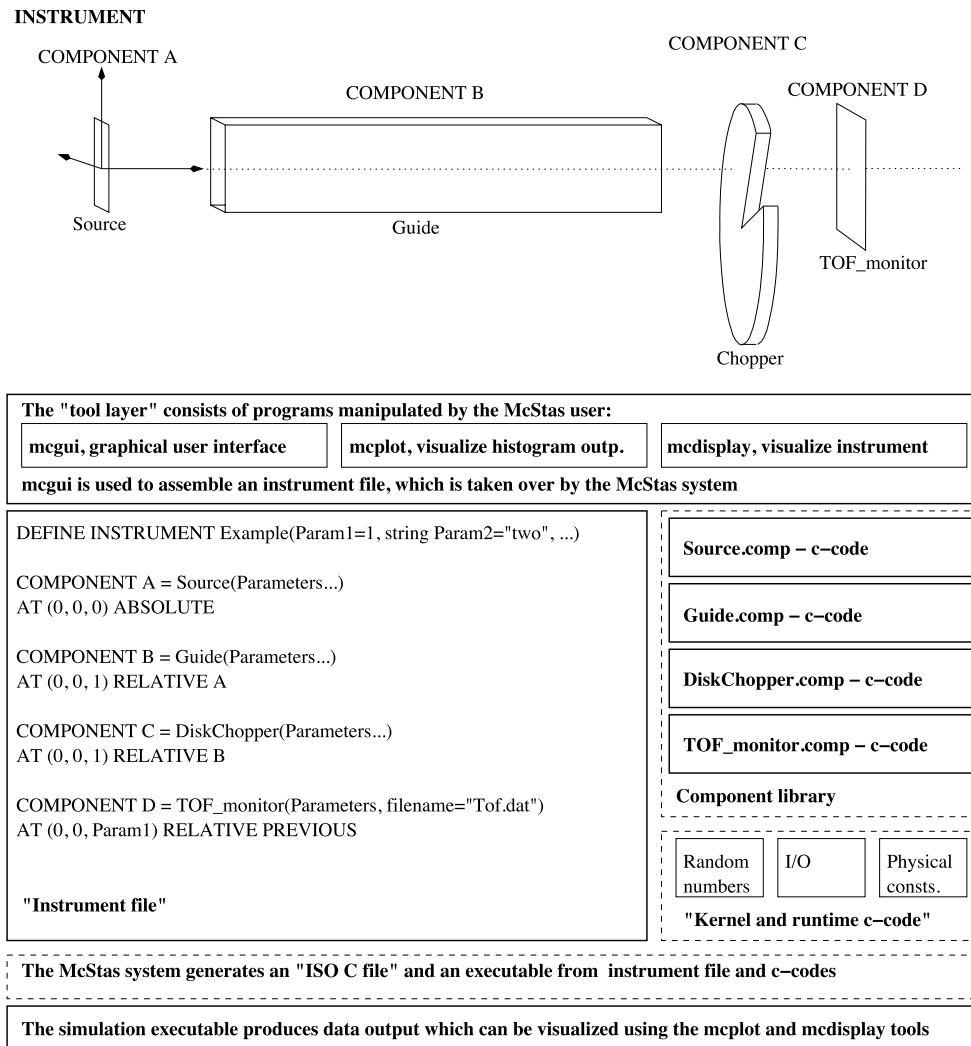 INSTRUMENT
COMPONENT A
COMPONENT B
COMPONENT C
COMPONENT D
Source
Guide
TOF_monitor
Chopper
The "tool layer" consists of programs manipulated by the McStas user:
mcgui, graphical user interface
mcplot, visualize histogram outp.
mcdisplay, visualize instrument
mcgui is used to assemble an instrument file, which is taken over by the McStas system
DEFINE INSTRUMENT Example(Param1=1, string Param2="two", ...)
COMPONENT A = Source(Parameters...)
AT (0, 0, 0) ABSOLUTE
COMPONENT B = Guide(Parameters...)
AT (0, 0, 1) RELATIVE A
COMPONENT C = DiskChopper(Parameters...)
AT (0, 0, 1) RELATIVE B
COMPONENT D = TOF_monitor(Parameters, filename="Tof.dat")
AT (0, 0, Param1) RELATIVE PREVIOUS
"Instrument file"
Source.comp − c−code
Guide.comp − c−code
DiskChopper.comp − c−code
TOF_monitor.comp − c−code
Component library
Random
numbers
I/O
Physical
consts.
"Kernel and runtime c−code"
The McStas system generates an "ISO C file" and an executable from instrument file and c−codes
The simulation executable produces data output which can be visualized using the mcplot and mcdisplay tools